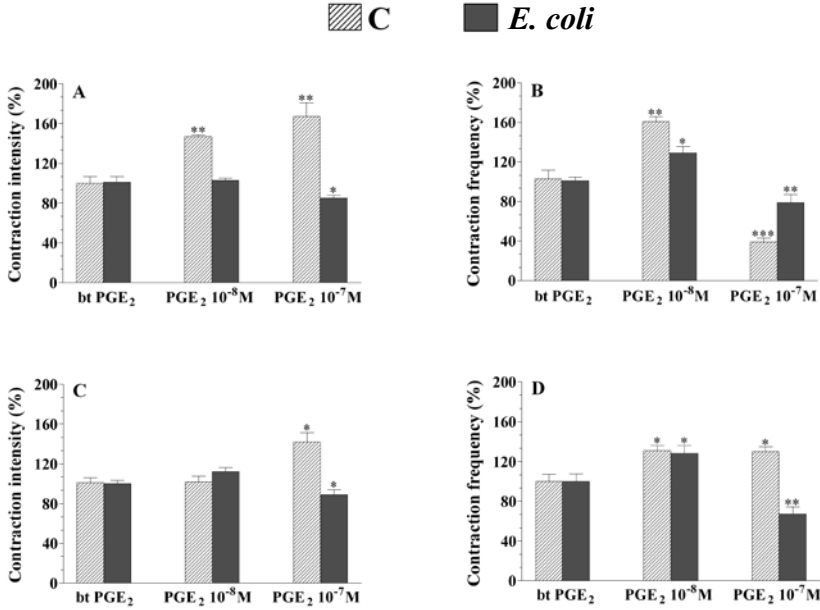 C E. coli
A
Contraction intensity (%)
200
160
120
80
40
0
** ** *
bt PGE₂ PGE₂ 10⁻⁸M PGE₂ 10⁻⁷M
B
Contraction frequency (%)
200
160
120
80
40
0
** * *** **
bt PGE₂ PGE₂ 10⁻⁸M PGE₂ 10⁻⁷M
C
Contraction intensity (%)
200
160
120
80
40
0
* *
bt PGE₂ PGE₂ 10⁻⁸M PGE₂ 10⁻⁷M
D
Contraction frequency (%)
200
160
120
80
40
0
* * * **
bt PGE₂ PGE₂ 10⁻⁸M PGE₂ 10⁻⁷M